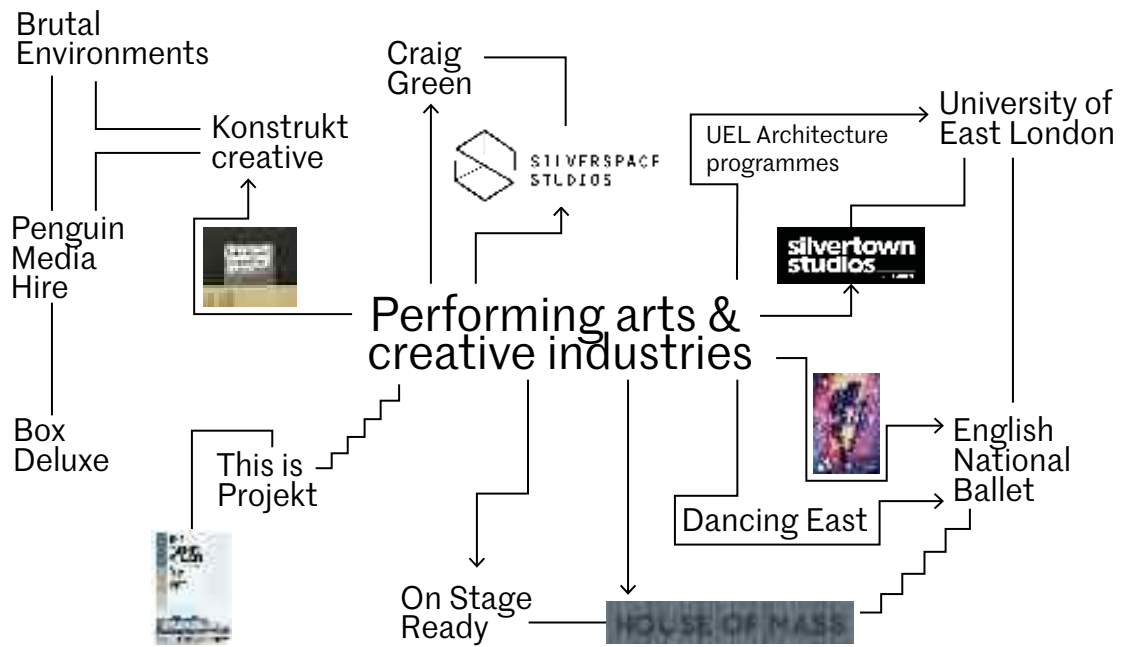 Brutal
Environments
Craig
Green
University of
East London
UEL Architecture
programmes
Konstrukt
creative
SILVERSPACE
STUDIOS
Penguin
Media
Hire
silvertown
studios
Performing arts &
creative industries
Box
Deluxe
This is
Projekt
English
National
Ballet
Dancing East
On Stage
Ready
HOUSE OF MASS